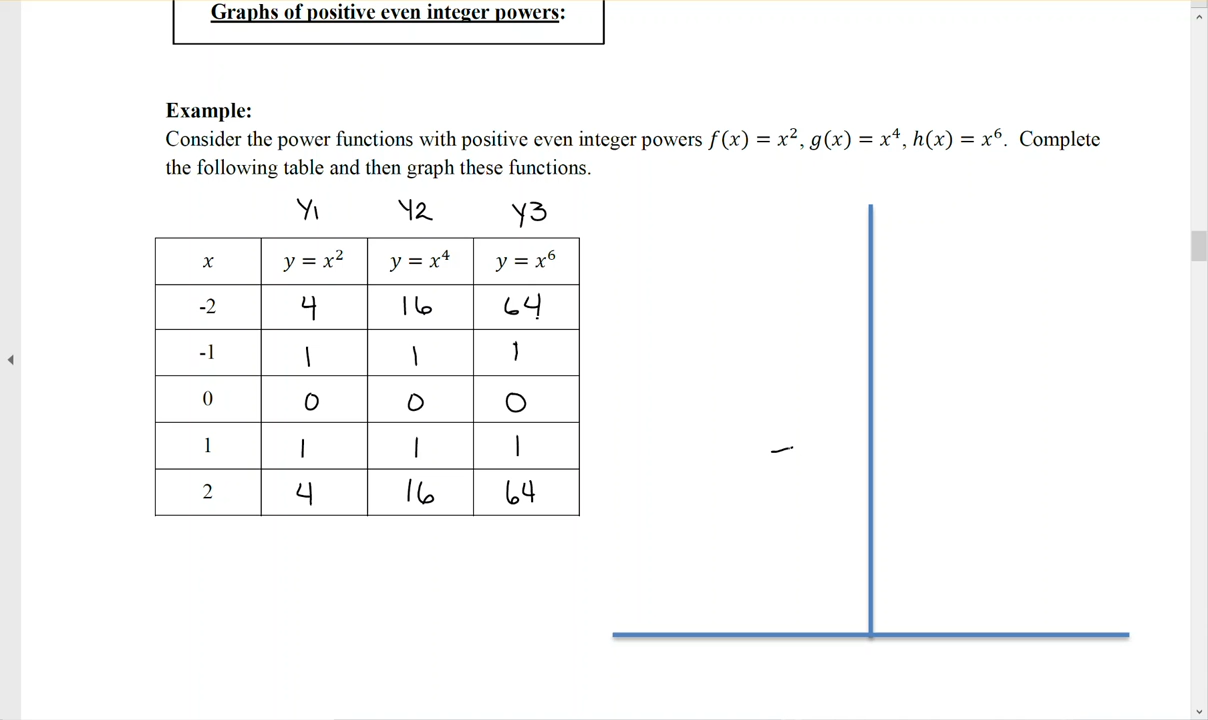 Graphs of positive even integer powers:
Example:
Consider the power functions with positive even integer powers f(x) = x², g(x) = x⁴, h(x) = x⁶. Complete
the following table and then graph these functions.
Y1 Y2 Y3
x y = x² y = x⁴ y = x⁶
-2 4 16 64
-1 1 1 1
0 0 0 0
1 1 1 1
2 4 16 64